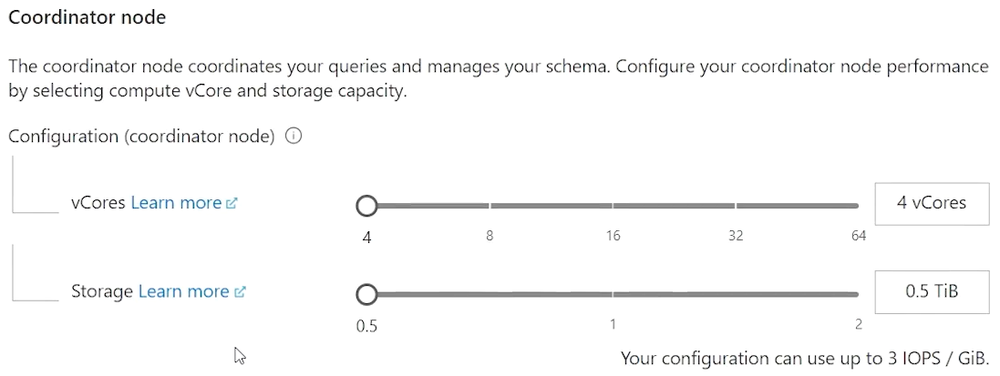 Coordinator node
The coordinator node coordinates your queries and manages your schema. Configure your coordinator node performance
by selecting compute vCore and storage capacity.
Configuration (coordinator node)
vCores Learn more
4 vCores
4 8 16 32 64
Storage Learn more
0.5 TiB
0.5 1 2
Your configuration can use up to 3 IOPS / GiB.